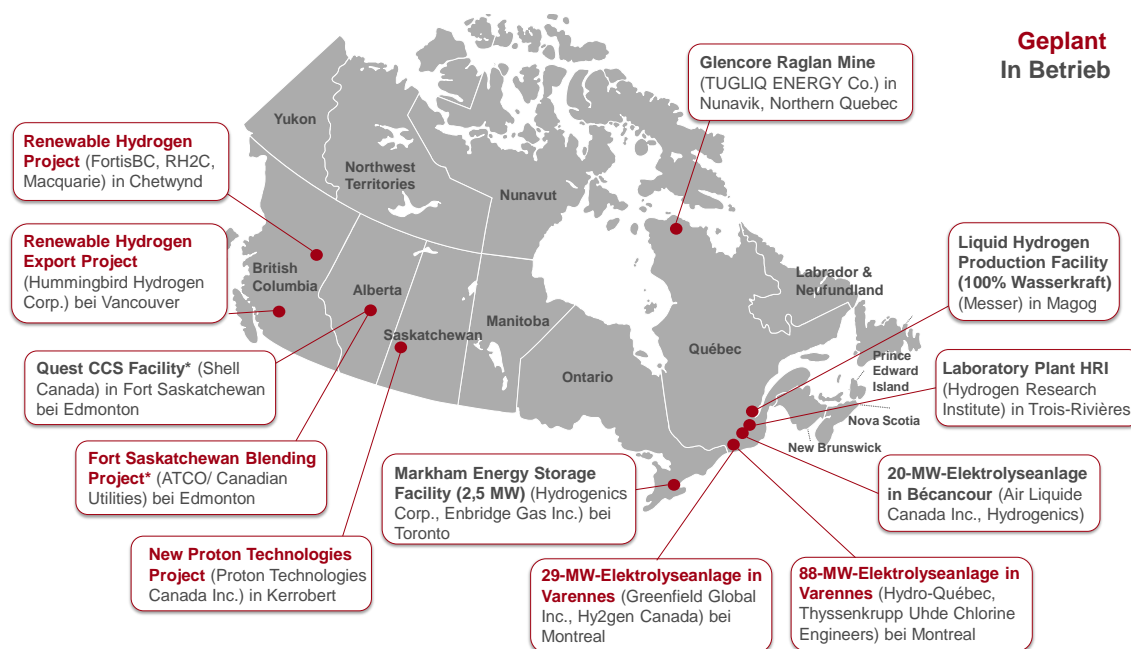 Geplant
In Betrieb
Glencore Raglan Mine
(TUGLIQ ENERGY Co.) in
Nunavik, Northern Quebec
Yukon
Northwest
Territories
Nunavut
British
Columbia
Alberta
Saskatchewan
Manitoba
Ontario
Québec
Labrador &
Neufundland
Prince
Edward
Island
Nova Scotia
New Brunswick
Renewable Hydrogen
Project (FortisBC, RH2C,
Macquarie) in Chetwynd
Renewable Hydrogen
Export Project
(Hummingbird Hydrogen
Corp.) bei Vancouver
Quest CCS Facility* (Shell
Canada) in Fort Saskatchewan
bei Edmonton
Fort Saskatchewan Blending
Project* (ATCO/ Canadian
Utilities) bei Edmonton
New Proton Technologies
Project (Proton Technologies
Canada Inc.) in Kerrobert
Markham Energy Storage
Facility (2,5 MW) (Hydrogenics
Corp., Enbridge Gas Inc.) bei
Toronto
29-MW-Elektrolyseanlage in
Varennes (Greenfield Global
Inc., Hy2gen Canada) bei
Montreal
88-MW-Elektrolyseanlage in
Varennes (Hydro-Québec,
Thyssenkrupp Uhde Chlorine
Engineers) bei Montreal
20-MW-Elektrolyseanlage
in Bécancour (Air Liquide
Canada Inc., Hydrogenics)
Laboratory Plant HRI
(Hydrogen Research
Institute) in Trois-Rivières
Liquid Hydrogen
Production Facility
(100% Wasserkraft)
(Messer) in Magog